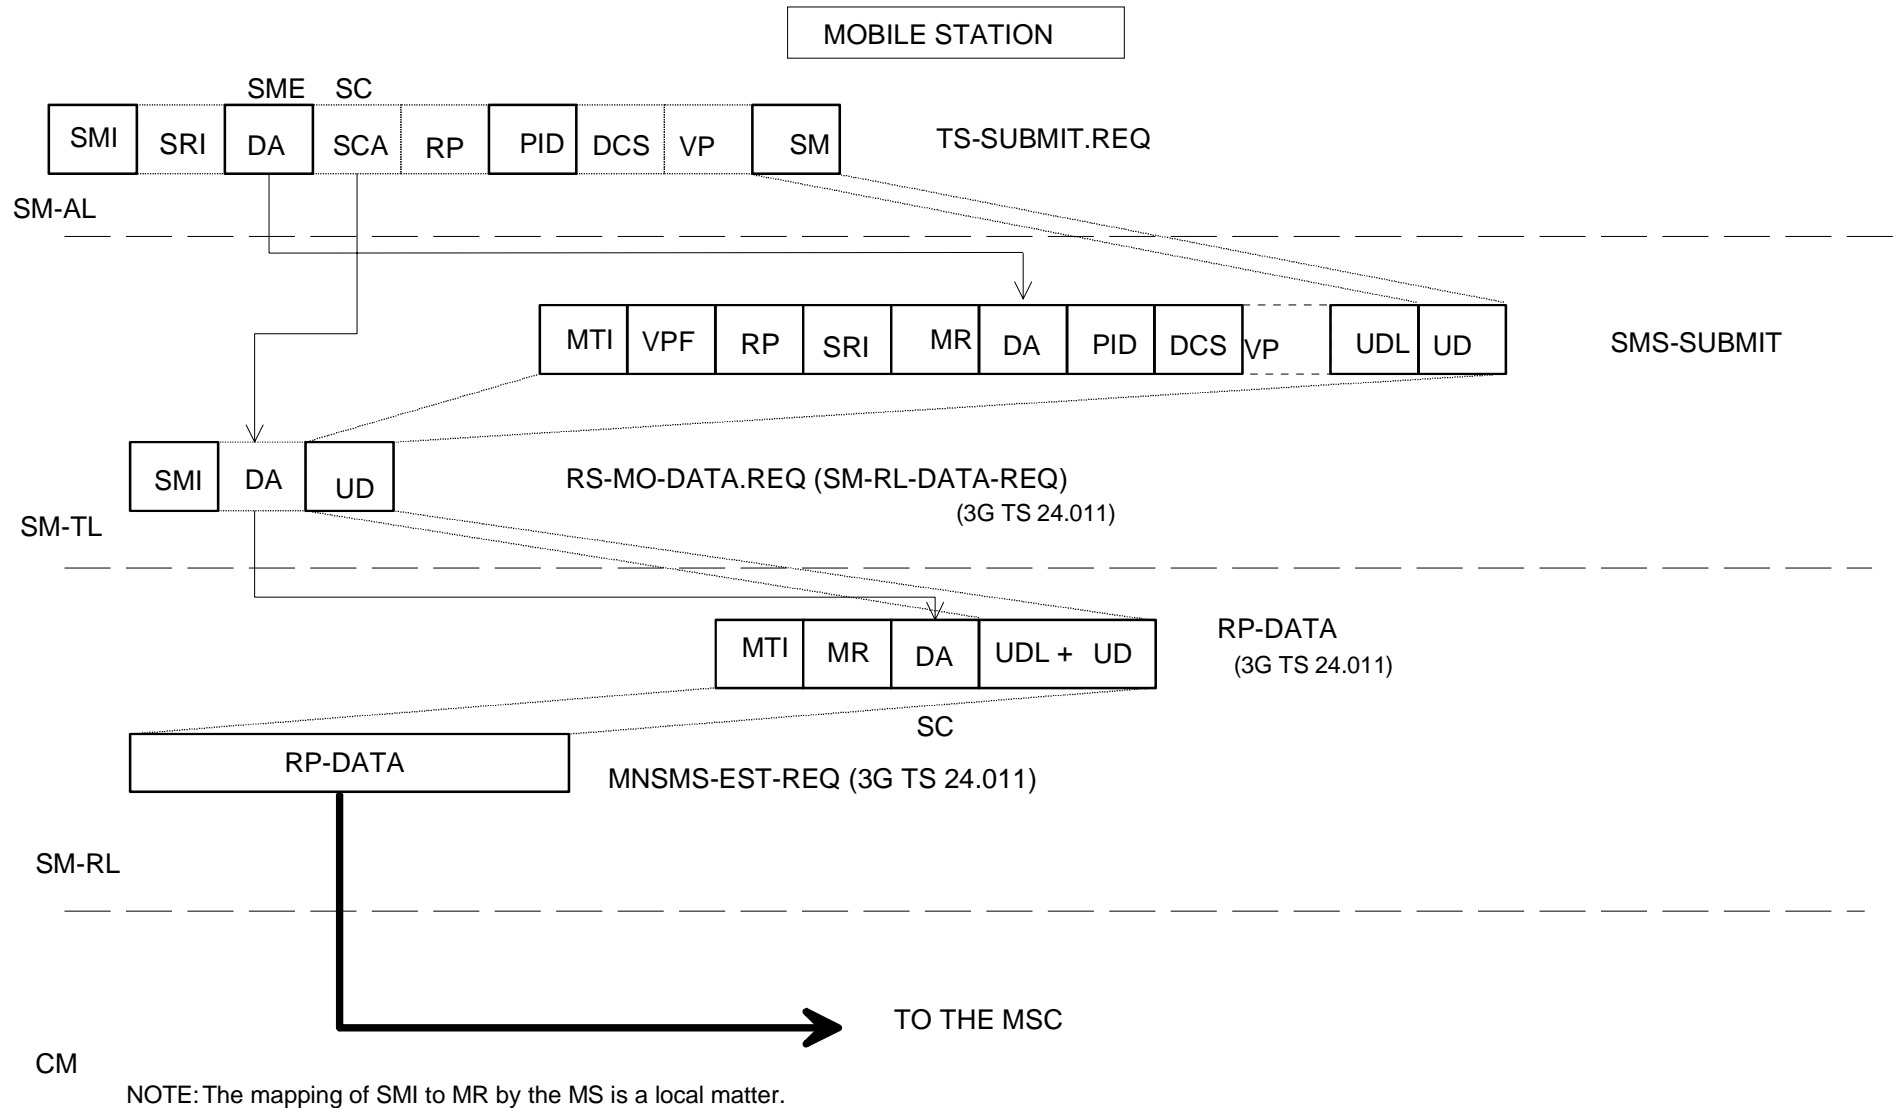 MOBILE STATION
SME SC
SMI SRI DA SCA RP PID DCS VP SM TS-SUBMIT.REQ
SM-AL
MTI VPF RP SRI MR DA PID DCS VP UDL UD SMS-SUBMIT
SMI DA UD RS-MO-DATA.REQ (SM-RL-DATA-REQ)
(3G TS 24.011)
SM-TL
MTI MR DA UDL + UD RP-DATA
(3G TS 24.011)
SC
RP-DATA MNSMS-EST-REQ (3G TS 24.011)
SM-RL
TO THE MSC
CM
NOTE: The mapping of SMI to MR by the MS is a local matter.